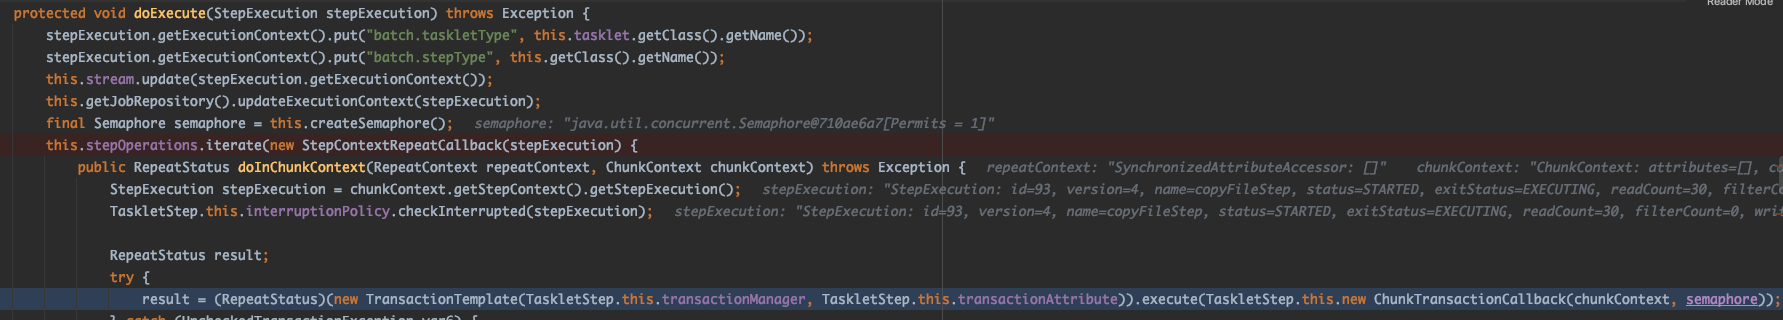 Reader Mode
protected void doExecute(StepExecution stepExecution) throws Exception {
stepExecution.getExecutionContext().put("batch.taskletType", this.tasklet.getClass().getName());
stepExecution.getExecutionContext().put("batch.stepType", this.getClass().getName());
this.stream.update(stepExecution.getExecutionContext());
this.getJobRepository().updateExecutionContext(stepExecution);
final Semaphore semaphore = this.createSemaphore();  semaphore: "java.util.concurrent.Semaphore@710ae6a7[Permits = 1]"
this.stepOperations.iterate(new StepContextRepeatCallback(stepExecution) {
public RepeatStatus doInChunkContext(RepeatContext repeatContext, ChunkContext chunkContext) throws Exception {  repeatContext: "SynchronizedAttributeAccessor: []"  chunkContext: "ChunkContext: attributes=[], co
StepExecution stepExecution = chunkContext.getStepContext().getStepExecution();  stepExecution: "StepExecution: id=93, version=4, name=copyFileStep, status=STARTED, exitStatus=EXECUTING, readCount=30, filterCo
TaskletStep.this.interruptionPolicy.checkInterrupted(stepExecution);  stepExecution: "StepExecution: id=93, version=4, name=copyFileStep, status=STARTED, exitStatus=EXECUTING, readCount=30, filterCount=0, wri
RepeatStatus result;
try {
result = (RepeatStatus)(new TransactionTemplate(TaskletStep.this.transactionManager, TaskletStep.this.transactionAttribute)).execute(TaskletStep.this.new ChunkTransactionCallback(chunkContext, semaphore));
} catch (UncheckedTransactionException var6) {